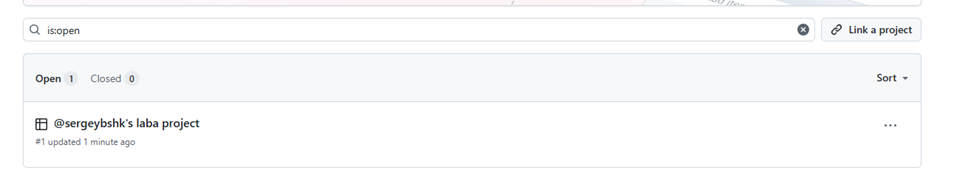 is:open
Link a project
Open 1 Closed 0
Sort
@sergeybshk's laba project
#1 updated 1 minute ago